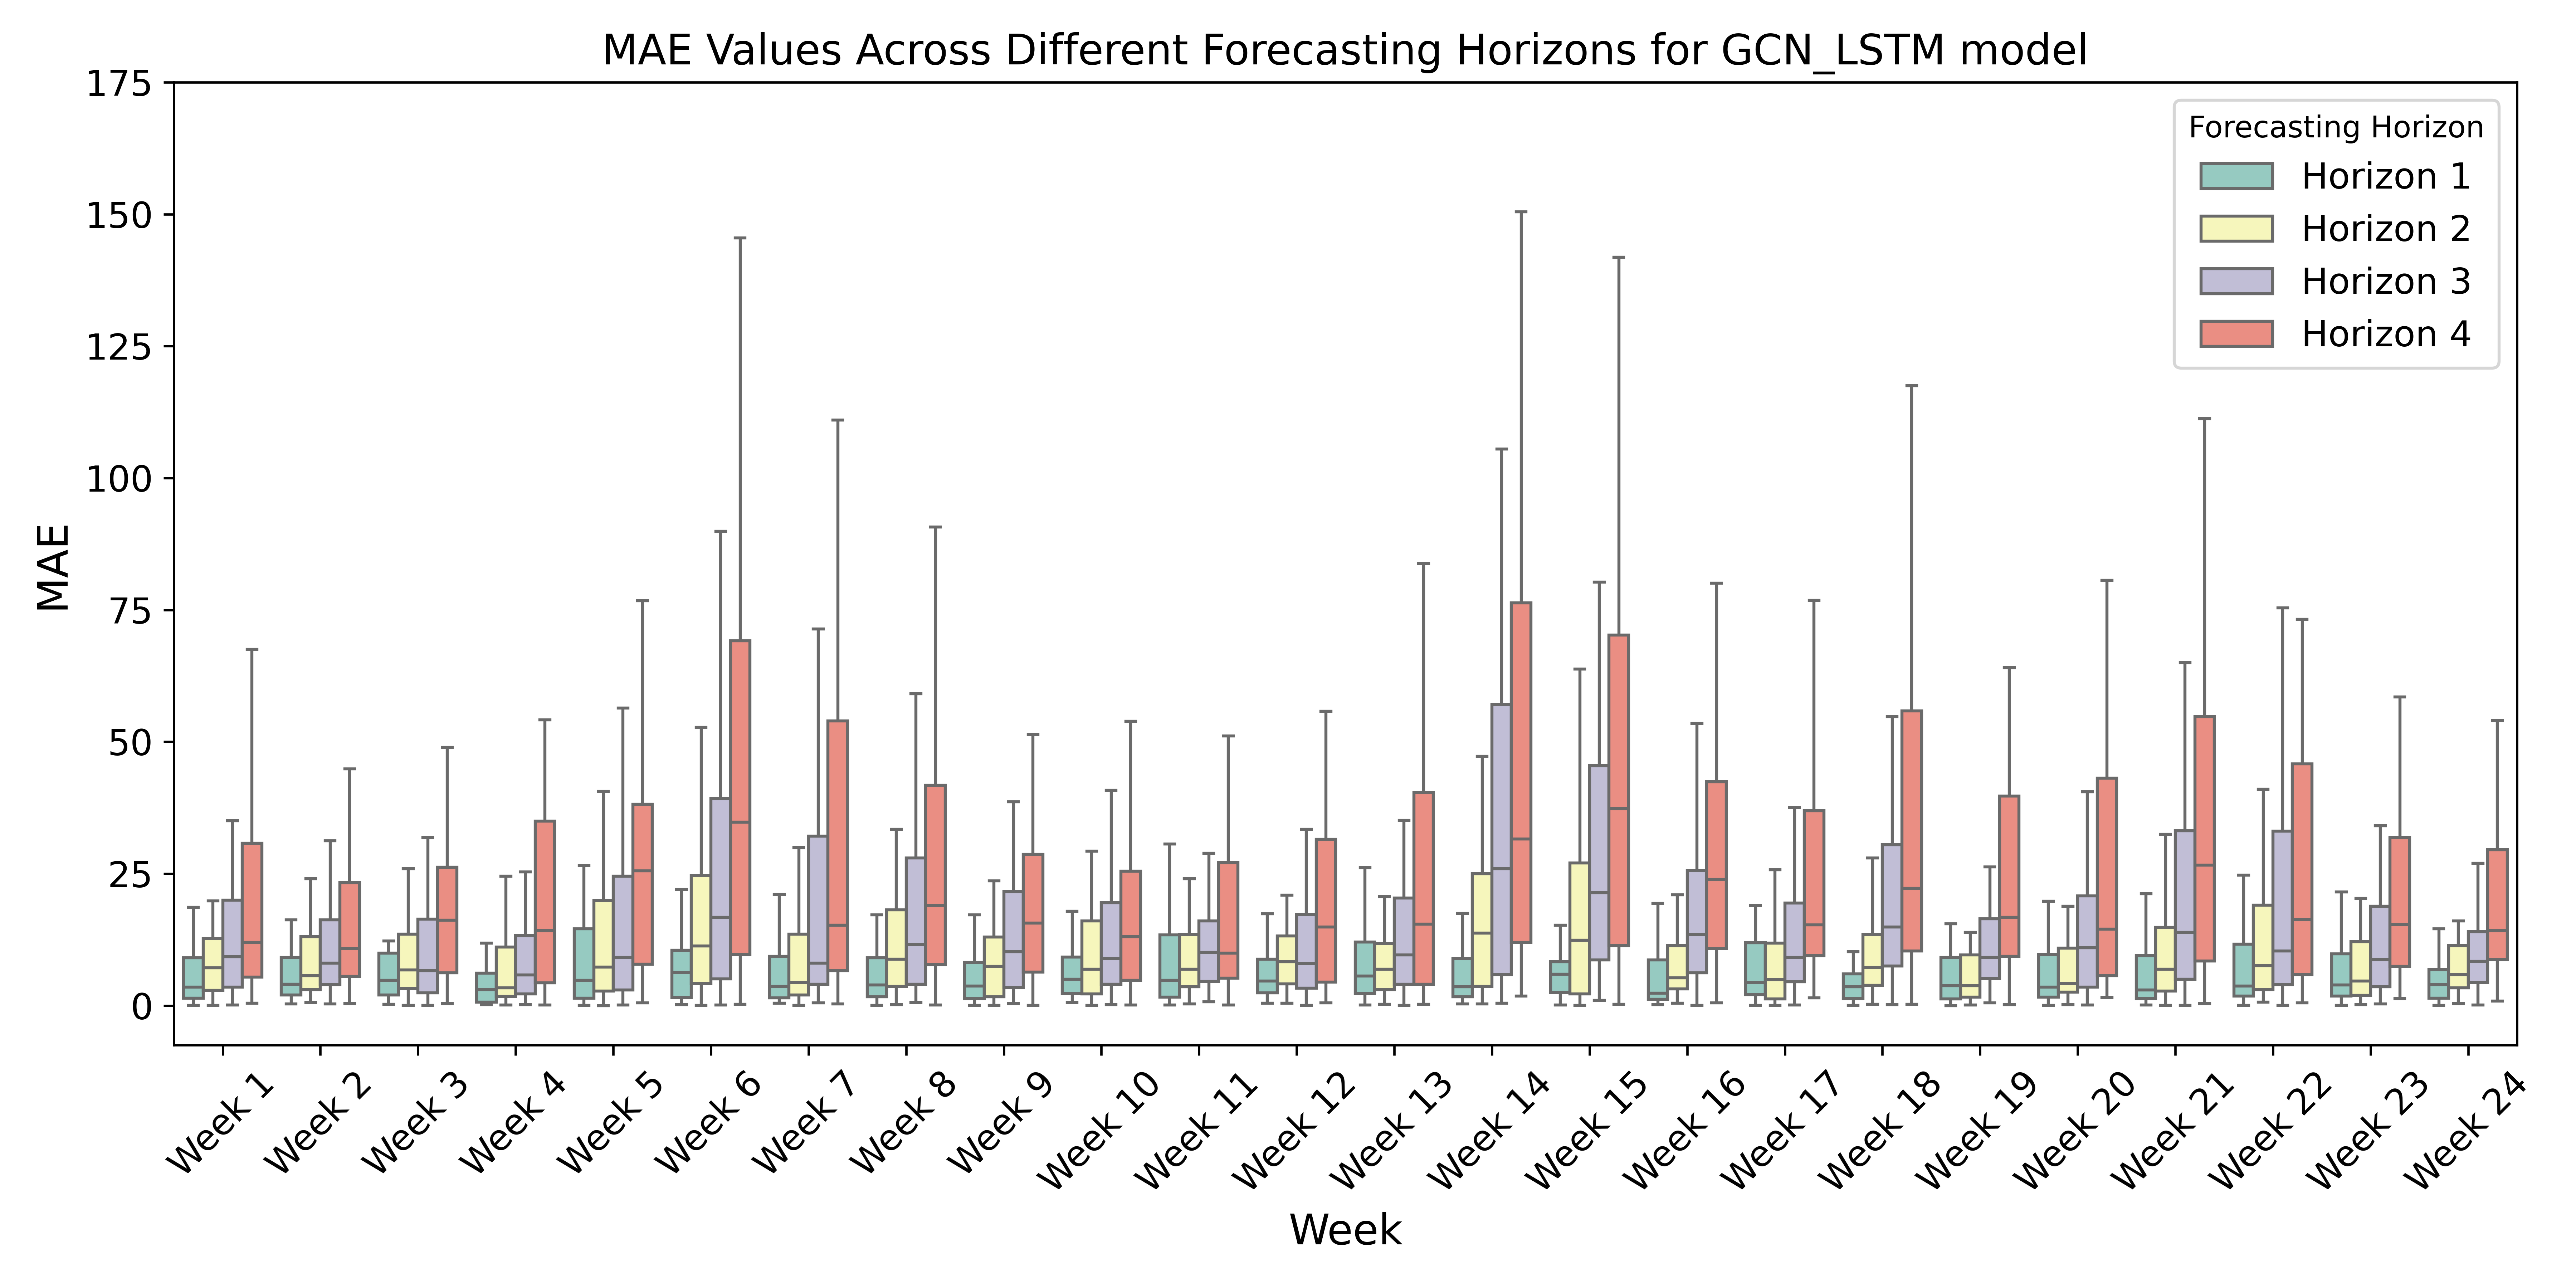 MAE Values Across Different Forecasting Horizons for GCN_LSTM model
175
150
125
100
75
50
25
0
MAE
Forecasting Horizon
Horizon 1
Horizon 2
Horizon 3
Horizon 4
Week 1
Week 2
Week 3
Week 4
Week 5
Week 6
Week 7
Week 8
Week 9
Week 10
Week 11
Week 12
Week 13
Week 14
Week 15
Week 16
Week 17
Week 18
Week 19
Week 20
Week 21
Week 22
Week 23
Week 24
Week